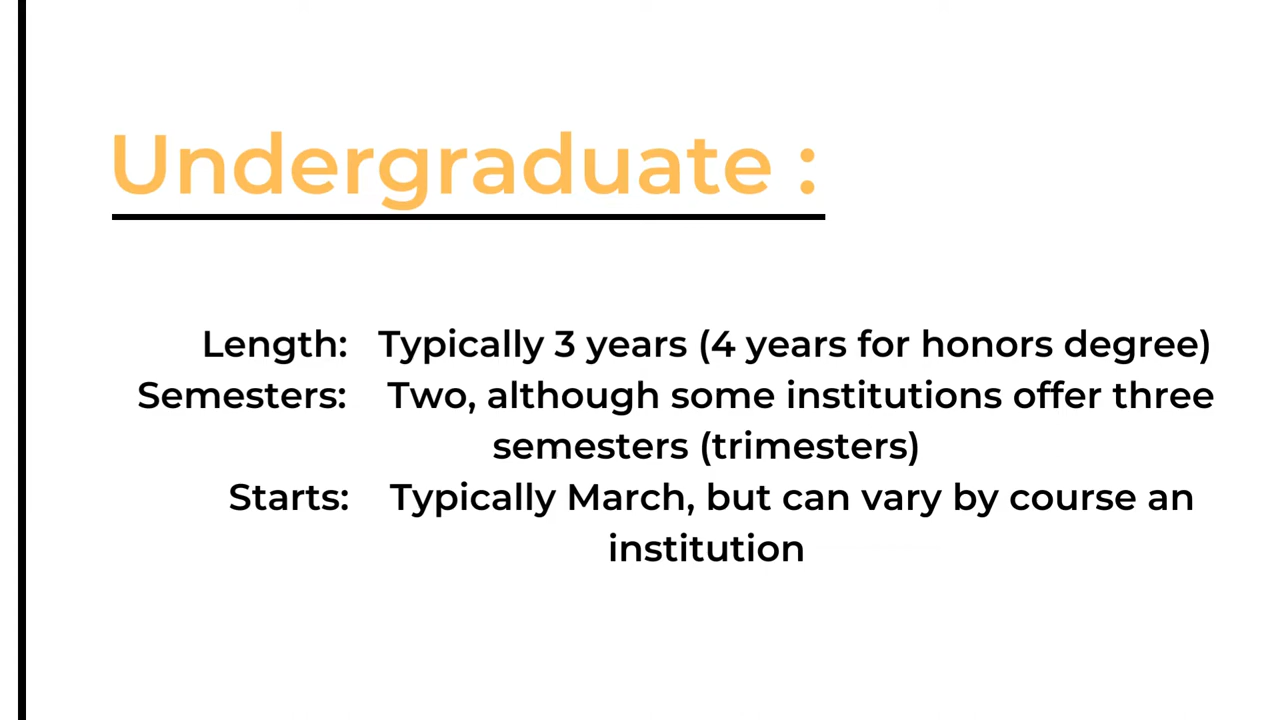 Undergraduate :
Length: Typically 3 years (4 years for honors degree)
Semesters: Two, although some institutions offer three
semesters (trimesters)
Starts: Typically March, but can vary by course an
institution